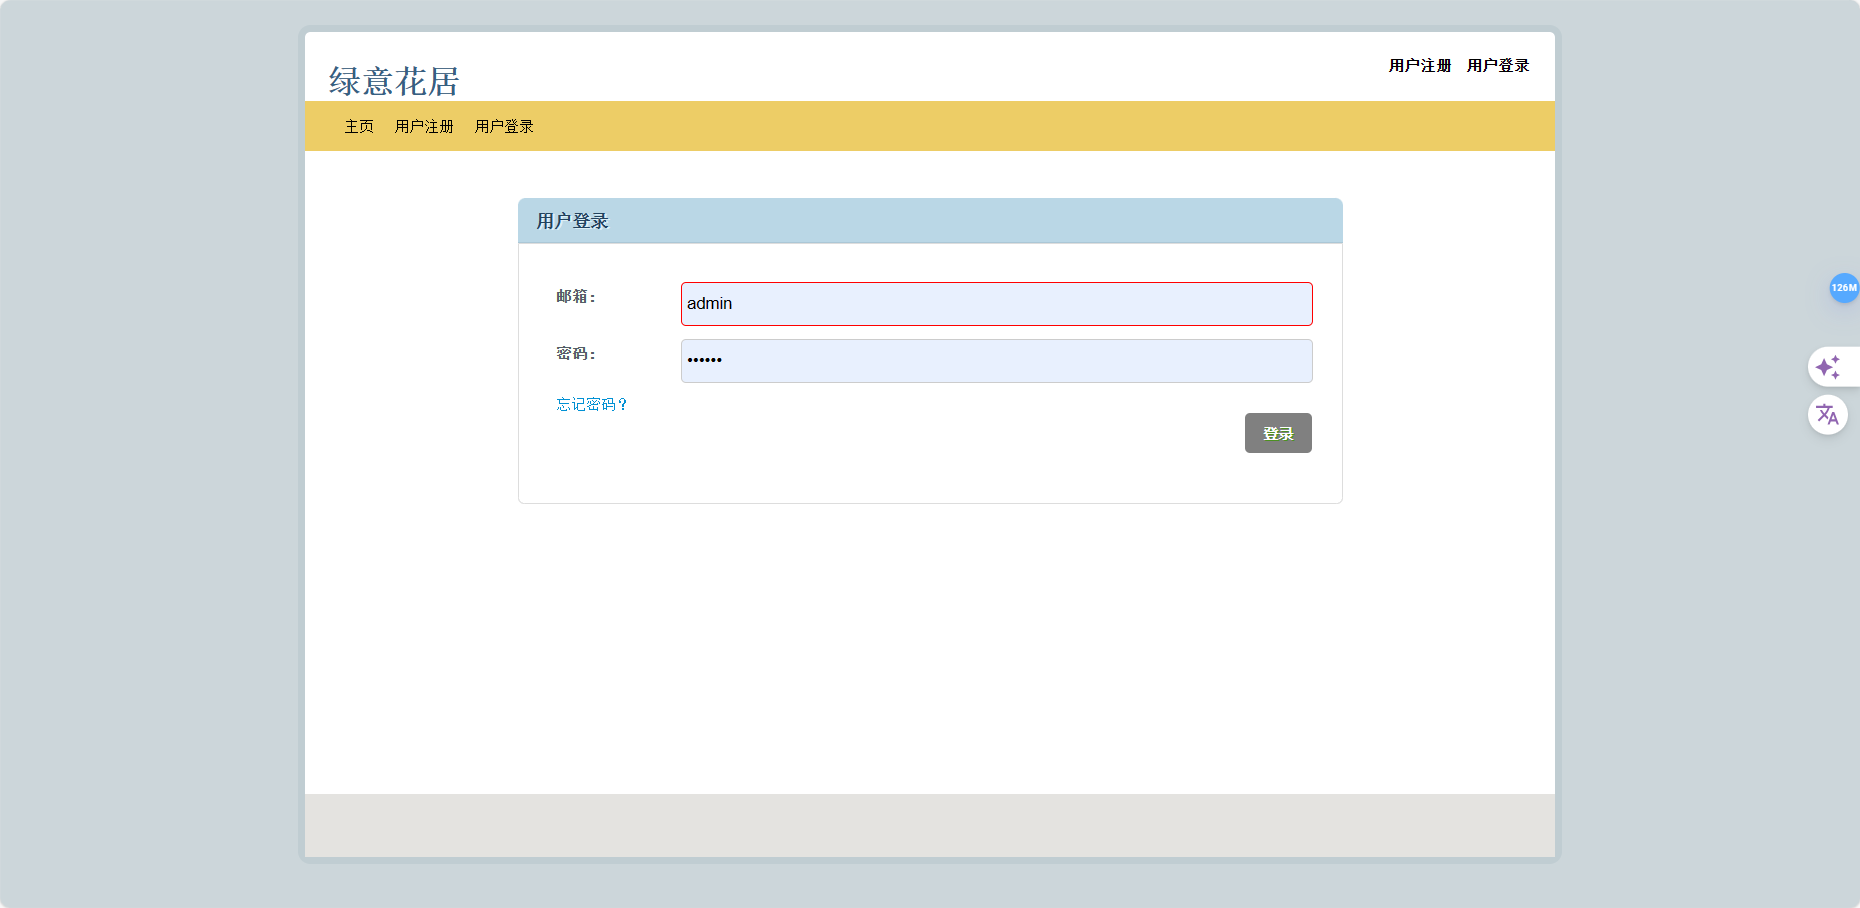 绿意花居
用户注册 用户登录
主页 用户注册 用户登录
用户登录
邮箱：
admin
密码：
••••••
忘记密码？
登录
126M